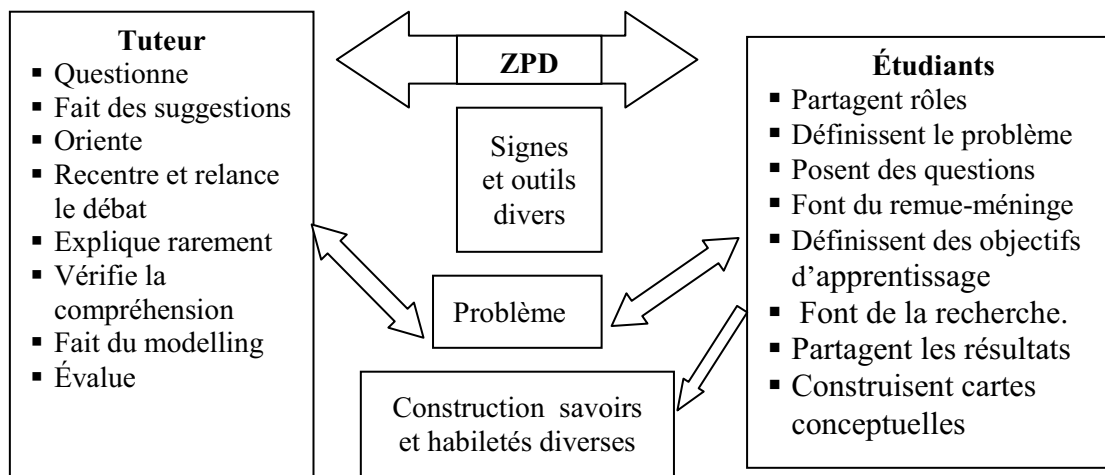 Tuteur
▪ Questionne
▪ Fait des suggestions
▪ Oriente
▪ Recentre et relance
le débat
▪ Explique rarement
▪ Vérifie la
compréhension
▪ Fait du modelling
▪ Évalue
ZPD
Signes
et outils
divers
Problème
Construction savoirs
et habiletés diverses
Étudiants
▪ Partagent rôles
▪ Définissent le problème
▪ Posent des questions
▪ Font du remue-méninge
▪ Définissent des objectifs
d’apprentissage
▪ Font de la recherche.
▪ Partagent les résultats
▪ Construisent cartes
conceptuelles